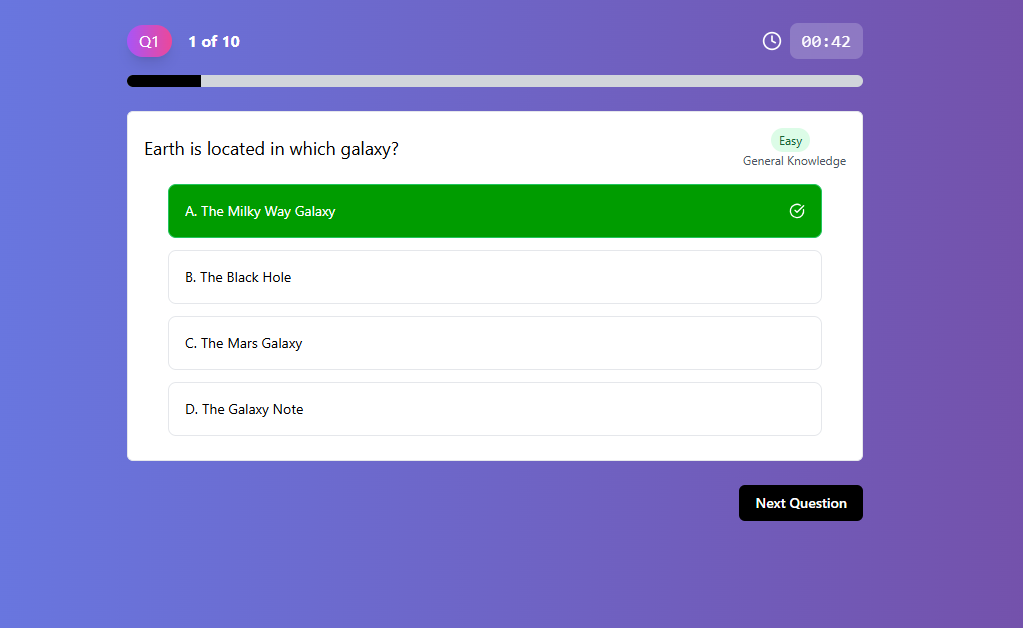 Q1 1 of 10 00:42
Earth is located in which galaxy?
Easy
General Knowledge
A. The Milky Way Galaxy
B. The Black Hole
C. The Mars Galaxy
D. The Galaxy Note
Next Question